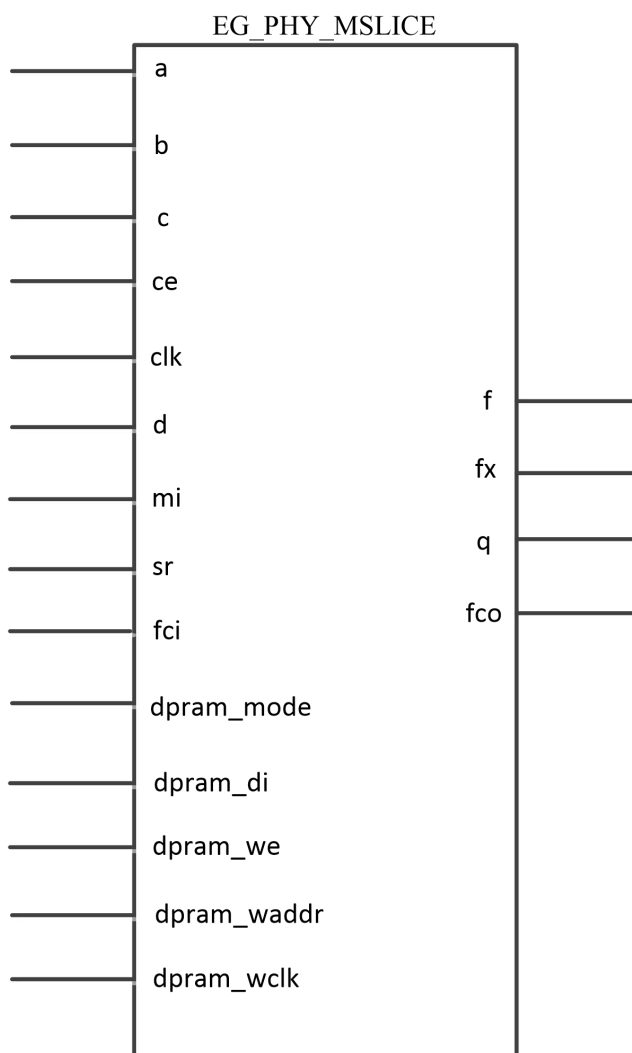 EG_PHY_MSLICE
a
b
c
ce
clk
d
mi
sr
fci
dpram_mode
dpram_di
dpram_we
dpram_waddr
dpram_wclk
f
fx
q
fco